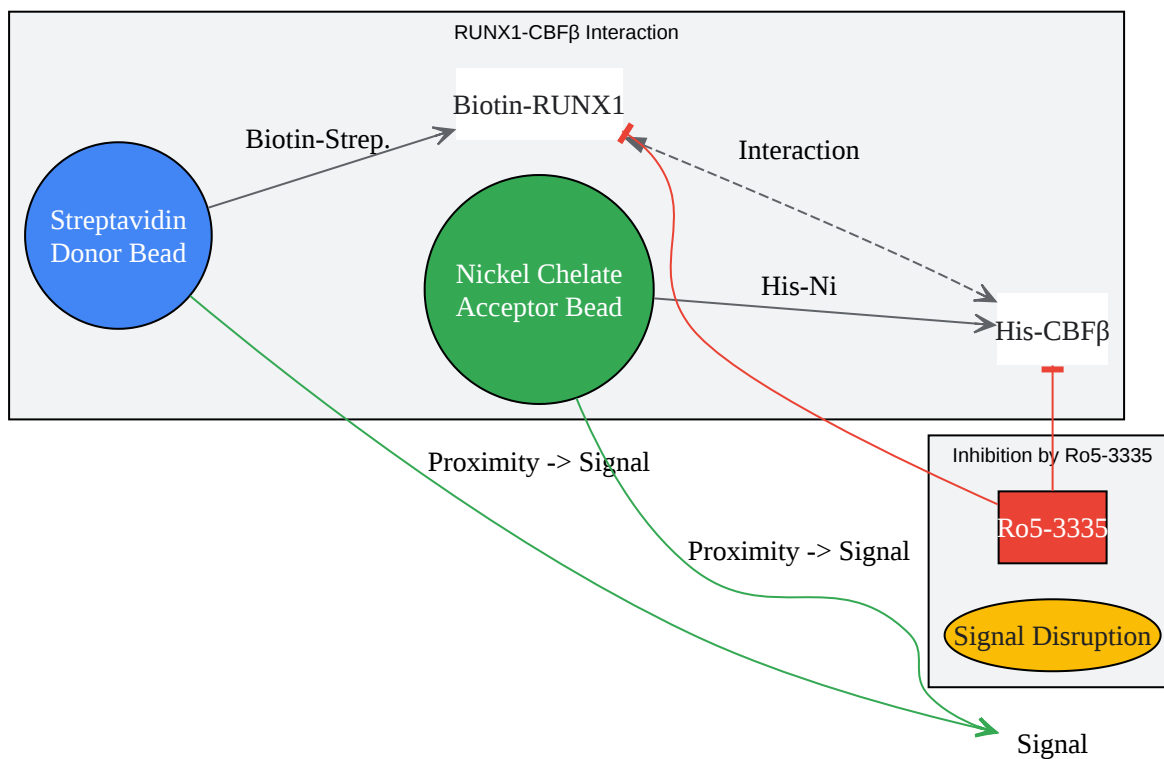 RUNX1-CBFβ Interaction
Biotin-RUNX1
Biotin-Strep.
Interaction
Streptavidin
Donor Bead
Nickel Chelate
Acceptor Bead
His-Ni
His-CBFβ
Proximity -> Signal
Inhibition by Ro5-3335
Ro5-3335
Proximity -> Signal
Signal Disruption
Signal